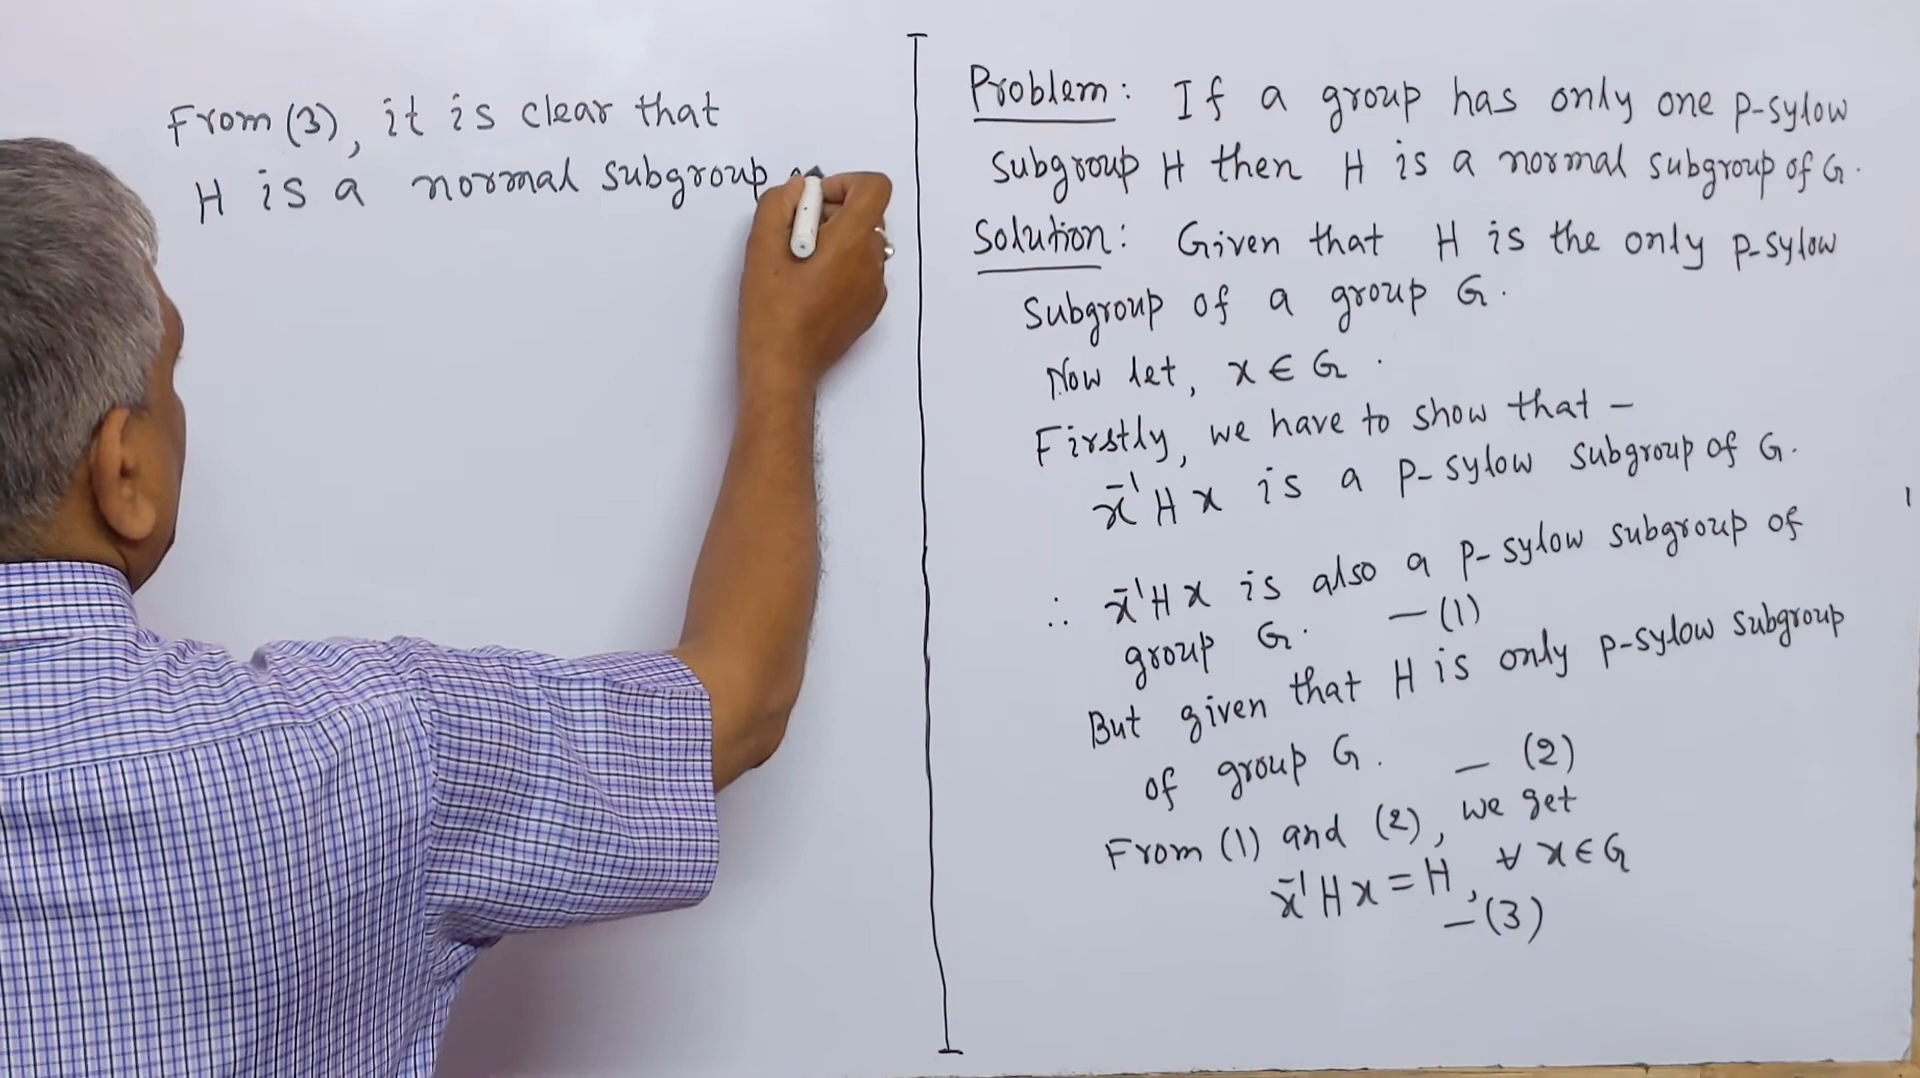 Problem: If a group has only one p-sylow
subgroup H then H is a normal subgroup of G.
Solution: Given that H is the only p-sylow
subgroup of a group G.
Now let, x ∈ G.
Firstly, we have to show that –
x⁻¹Hx is a p-sylow subgroup of G.
∴ x⁻¹Hx is also a p-sylow subgroup of
group G. — (1)
But given that H is only p-sylow subgroup
of group G. — (2)
From (1) and (2), we get
x⁻¹Hx = H, ∀ x ∈ G
— (3)
From (3), it is clear that
H is a normal subgroup